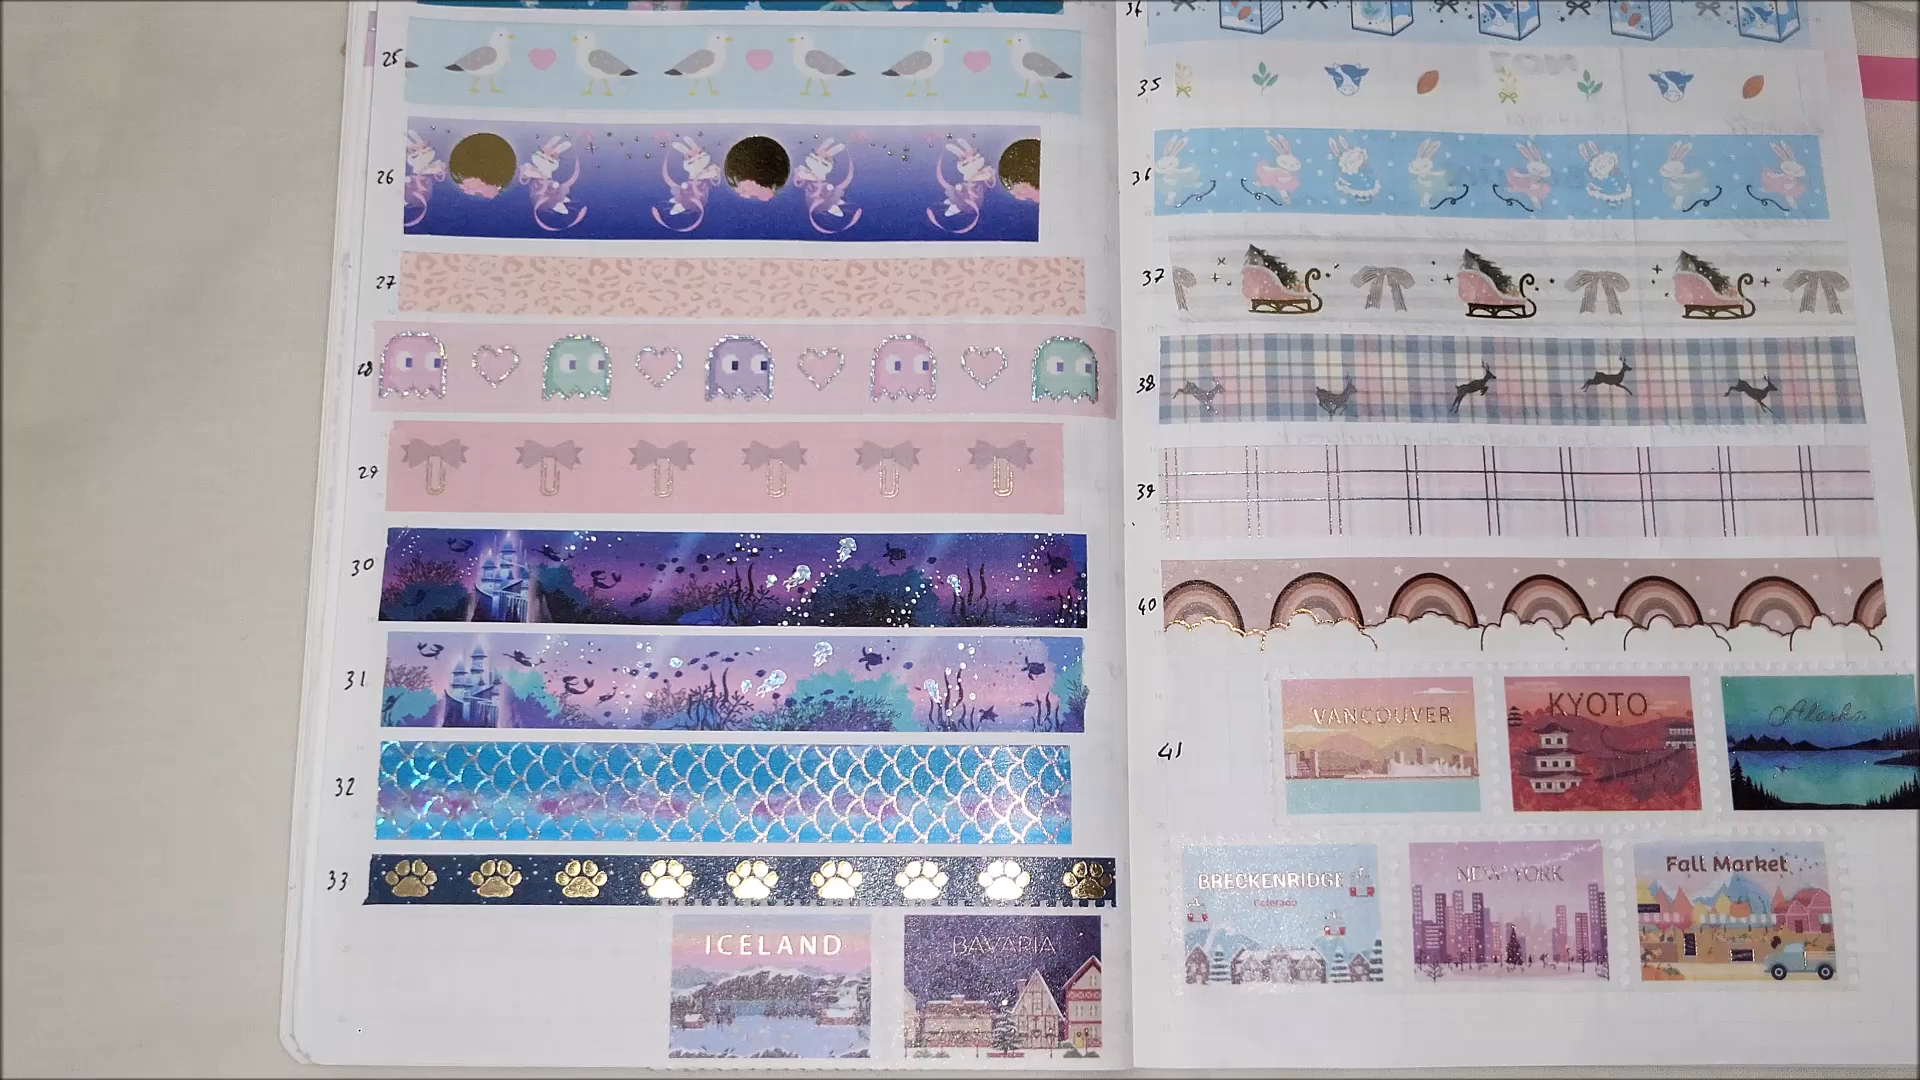 25
26
27
28
29
30
31
32
33
ICELAND
BAVARIA
34
35
36
37
38
39
40
41
VANCOUVER
KYOTO
Alaska
BRECKENRIDGE
Colorado
NEW YORK
Fall Market